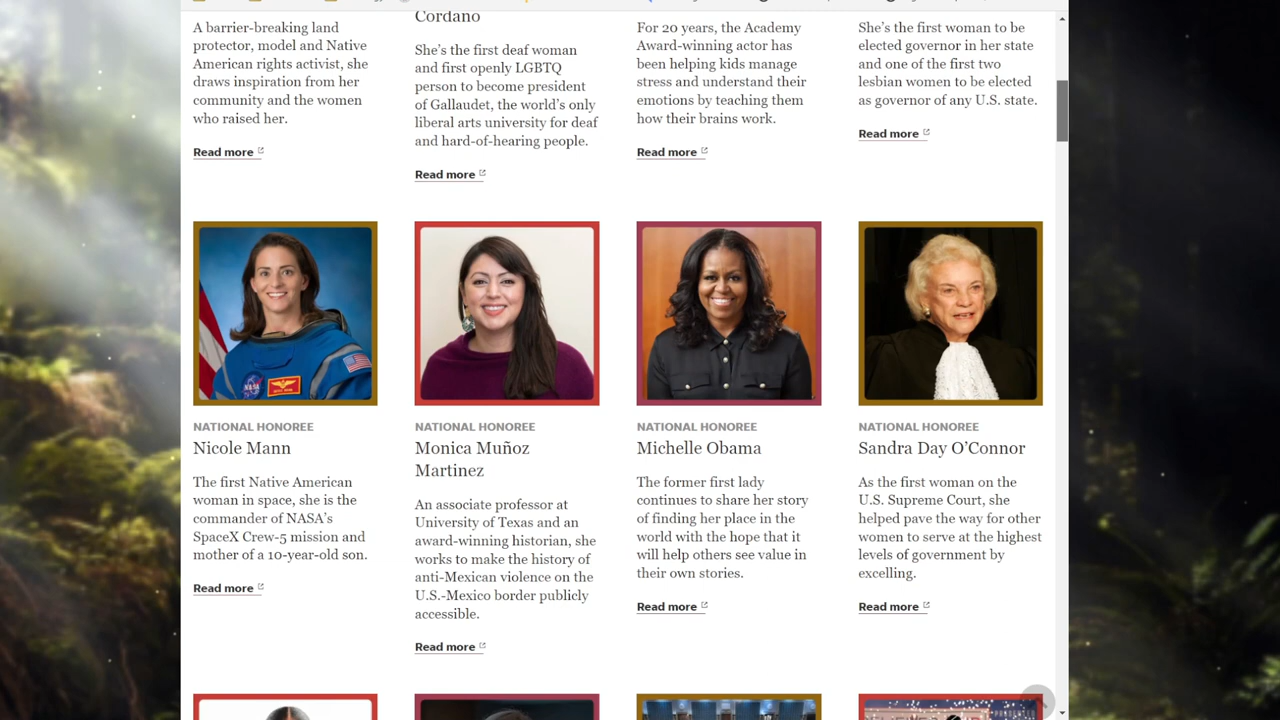 A barrier-breaking land
protector, model and Native
American rights activist, she
draws inspiration from her
community and the women
who raised her.
Read more
Cordano
She’s the first deaf woman
and first openly LGBTQ
person to become president
of Gallaudet, the world’s only
liberal arts university for deaf
and hard-of-hearing people.
Read more
For 20 years, the Academy
Award-winning actor has
been helping kids manage
stress and understand their
emotions by teaching them
how their brains work.
Read more
She’s the first woman to be
elected governor in her state
and one of the first two
lesbian women to be elected
as governor of any U.S. state.
Read more
NASA
NATIONAL HONOREE
Nicole Mann
The first Native American
woman in space, she is the
commander of NASA’s
SpaceX Crew-5 mission and
mother of a 10-year-old son.
Read more
NATIONAL HONOREE
Monica Muñoz
Martinez
An associate professor at
University of Texas and an
award-winning historian, she
works to make the history of
anti-Mexican violence on the
U.S.-Mexico border publicly
accessible.
Read more
NATIONAL HONOREE
Michelle Obama
The former first lady
continues to share her story
of finding her place in the
world with the hope that it
will help others see value in
their own stories.
Read more
NATIONAL HONOREE
Sandra Day O’Connor
As the first woman on the
U.S. Supreme Court, she
helped pave the way for other
women to serve at the highest
levels of government by
excelling.
Read more